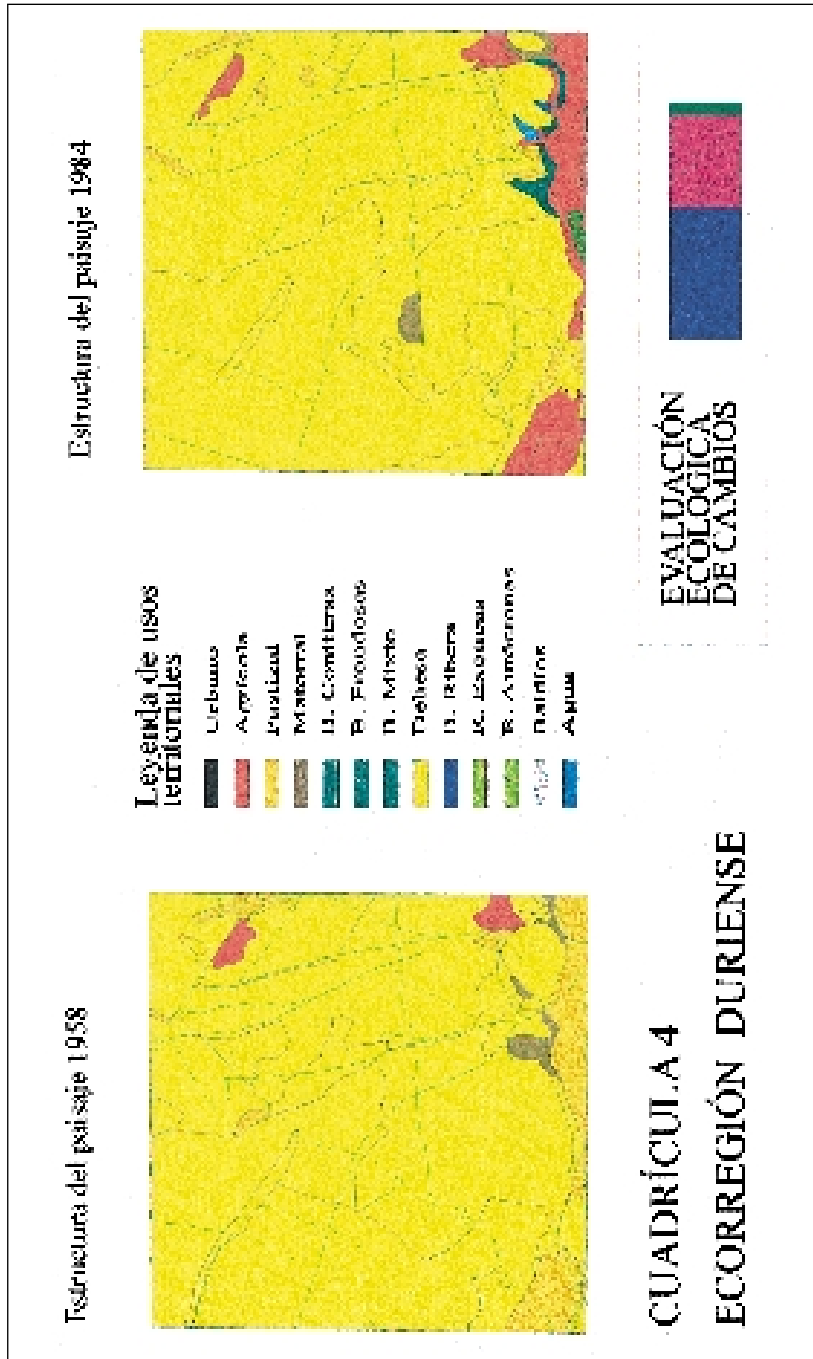 Estructura del paisaje 1958
Estructura del paisaje 1984
Leyenda de usos
territoriales
Urbano
Agrícola
Pastizal
Matorral
B. Coníferas
B. Frondosas
B. Mixto
Dehesa
B. Ribera
R. Exóticas
R. Autóctonas
Baldíos
Agua
CUADRÍCULA 4
ECORREGIÓN DURIENSE
EVALUACIÓN
ECOLOGICA
DE CAMBIOS